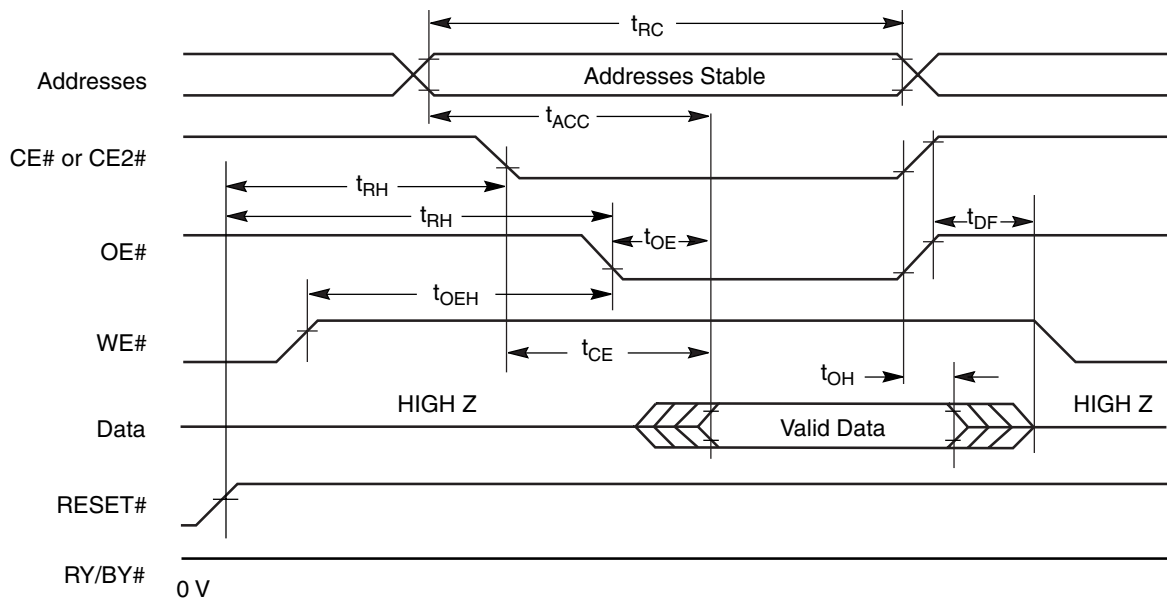 tRC
Addresses
Addresses Stable
tACC
CE# or CE2#
tRH
tRH
tDF
OE#
tOE
tOEH
WE#
tCE
tOH
HIGH Z
HIGH Z
Data
Valid Data
RESET#
RY/BY#
0 V